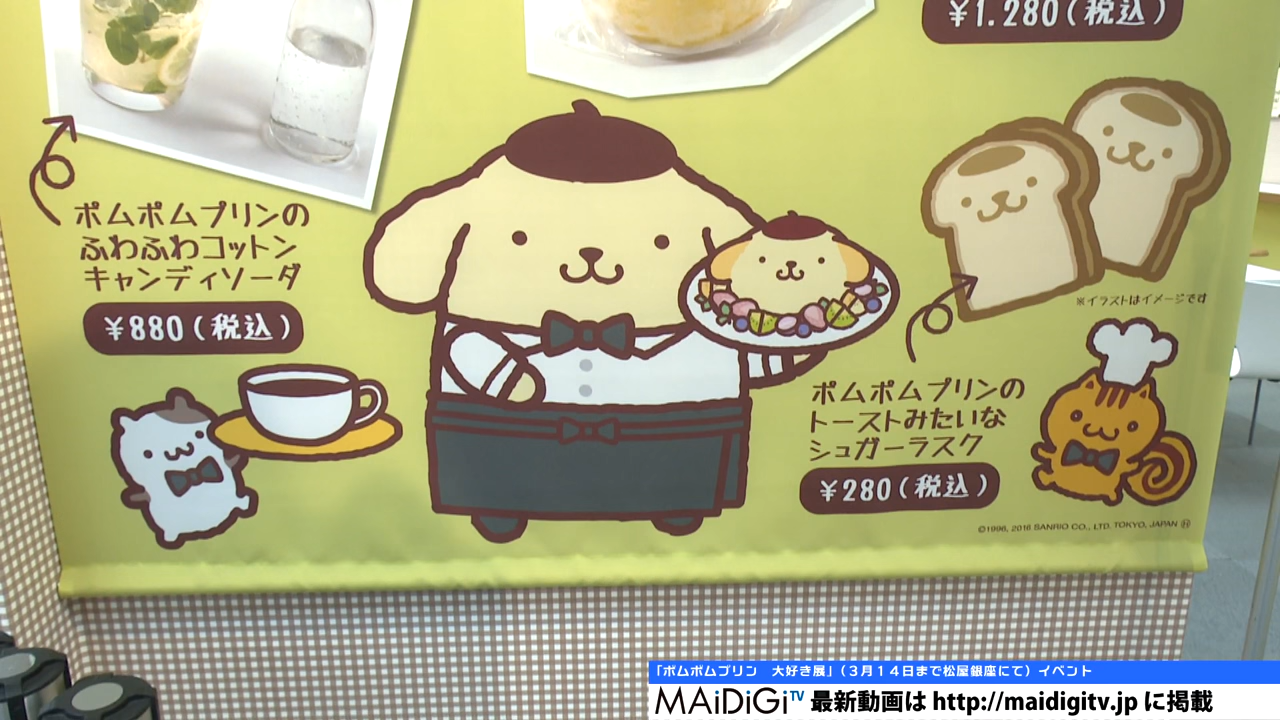 ¥1.280(税込)
ポムポムプリンの
ふわふわコットン
キャンディソーダ
¥880(税込)
※イラストはイメージです
ポムポムプリンの
トーストみたいな
シュガーラスク
¥280(税込)
©1996, 2016 SANRIO CO., LTD. TOKYO, JAPAN Ⓗ
「ポムポムプリン 大好き展」(3月14日まで松屋銀座にて)イベント
MAiDiGiTV 最新動画は http://maidigitv.jp に掲載